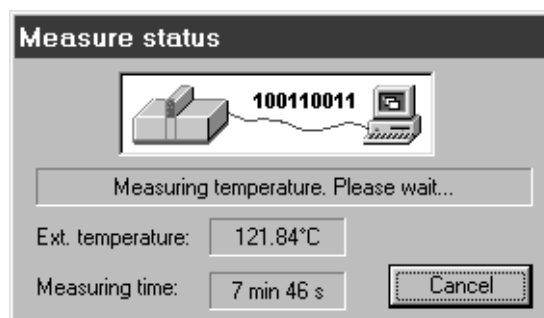 Measure status
100110011
Measuring temperature. Please wait...
Ext. temperature: 121.84°C
Measuring time: 7 min 46 s
Cancel